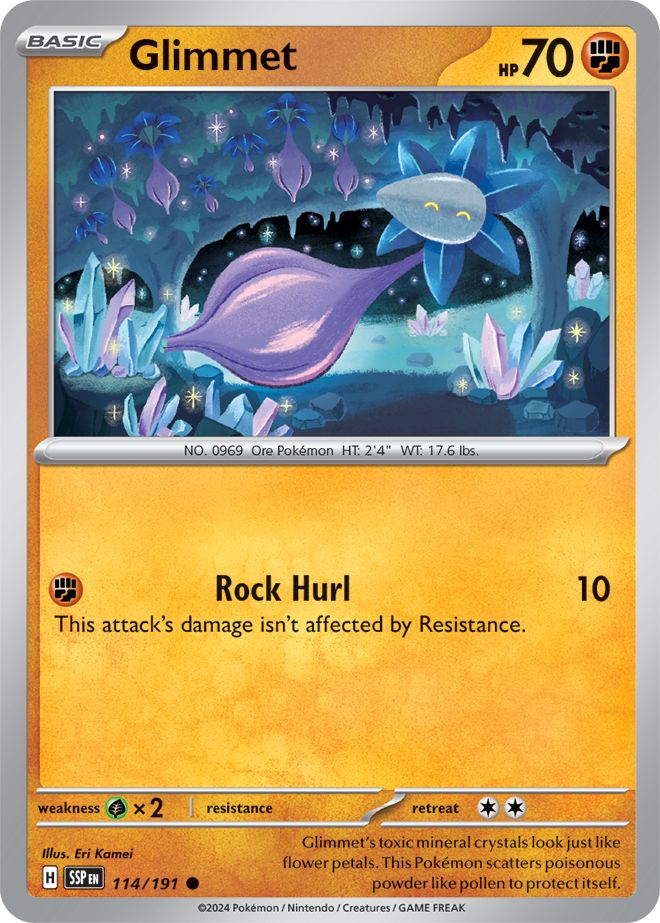 BASIC
Glimmet
HP 70
NO. 0969 Ore Pokémon HT: 2'4" WT: 17.6 lbs.
Rock Hurl 10
This attack's damage isn't affected by Resistance.
weakness ×2 resistance retreat
Illus. Eri Kamei
Glimmet's toxic mineral crystals look just like
flower petals. This Pokémon scatters poisonous
powder like pollen to protect itself.
H SSP EN 114/191
©2024 Pokémon / Nintendo / Creatures / GAME FREAK